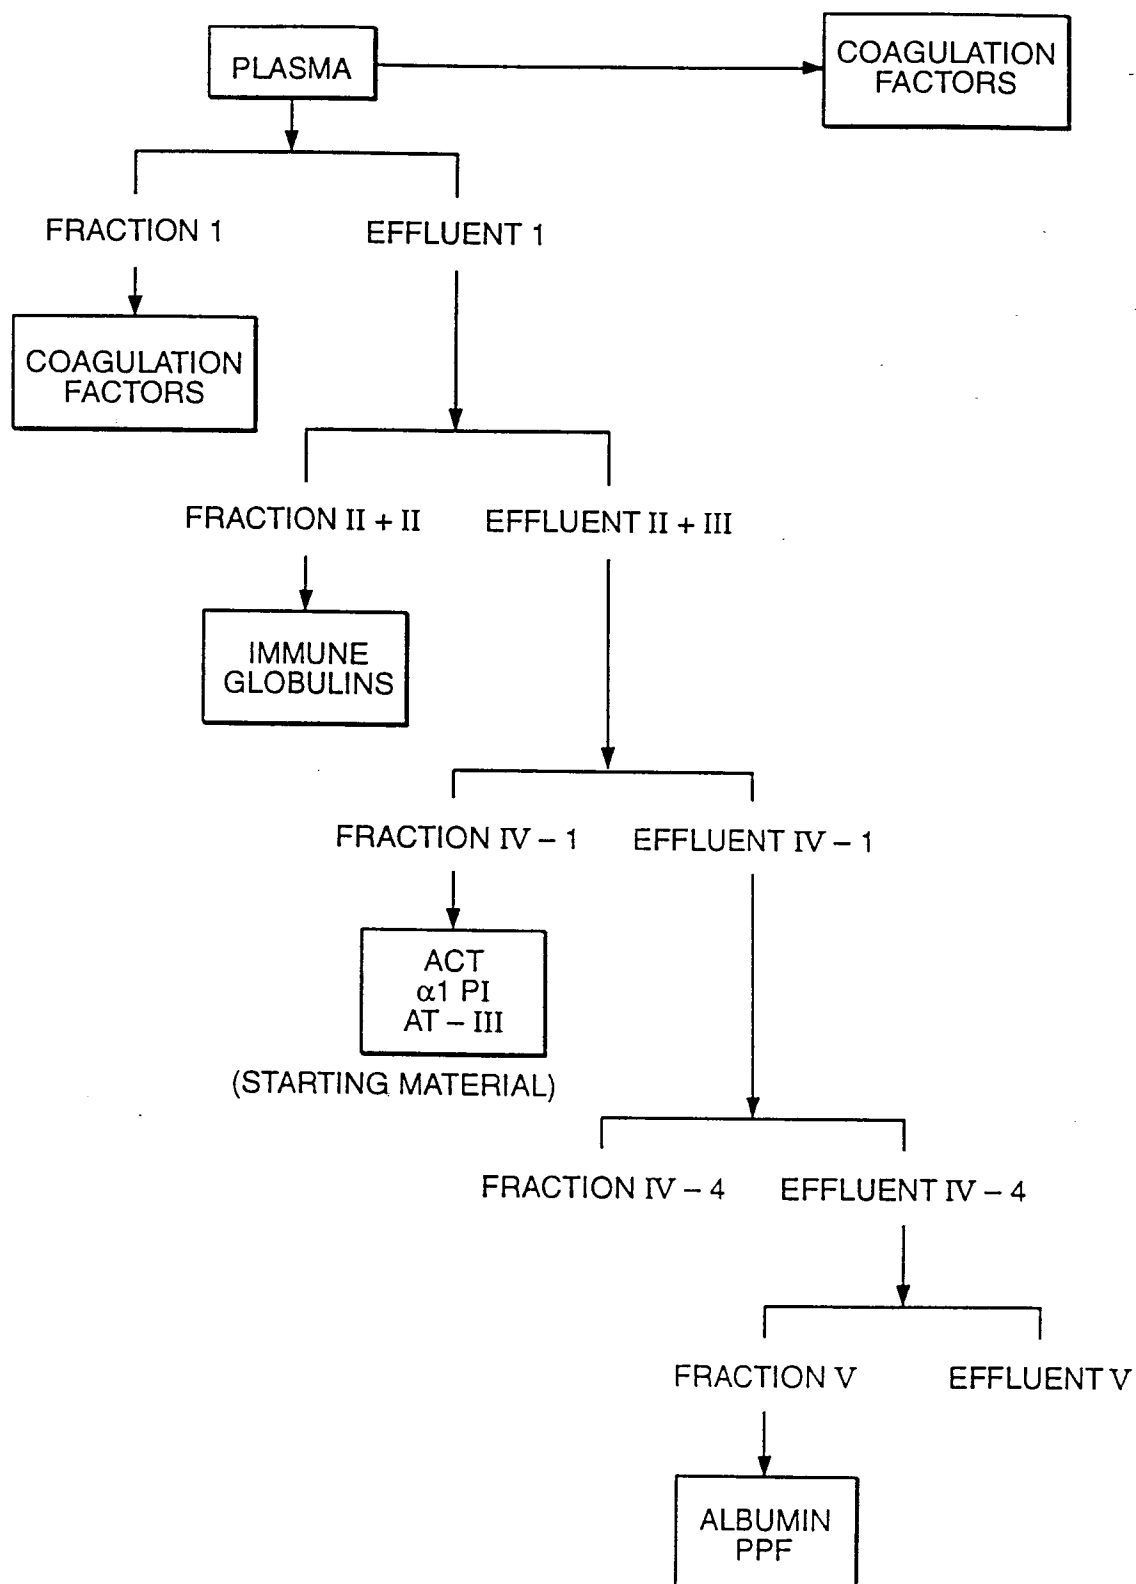 PLASMA
COAGULATION
FACTORS
FRACTION 1
EFFLUENT 1
COAGULATION
FACTORS
FRACTION II + II
EFFLUENT II + III
IMMUNE
GLOBULINS
FRACTION IV – 1
EFFLUENT IV – 1
ACT
α1 PI
AT – III
(STARTING MATERIAL)
FRACTION IV – 4
EFFLUENT IV – 4
FRACTION V
EFFLUENT V
ALBUMIN
PPF